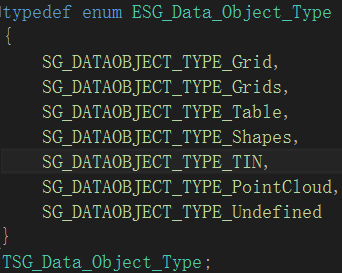 typedef enum ESG_Data_Object_Type
{
SG_DATAOBJECT_TYPE_Grid,
SG_DATAOBJECT_TYPE_Grids,
SG_DATAOBJECT_TYPE_Table,
SG_DATAOBJECT_TYPE_Shapes,
SG_DATAOBJECT_TYPE_TIN,
SG_DATAOBJECT_TYPE_PointCloud,
SG_DATAOBJECT_TYPE_Undefined
}
TSG_Data_Object_Type;